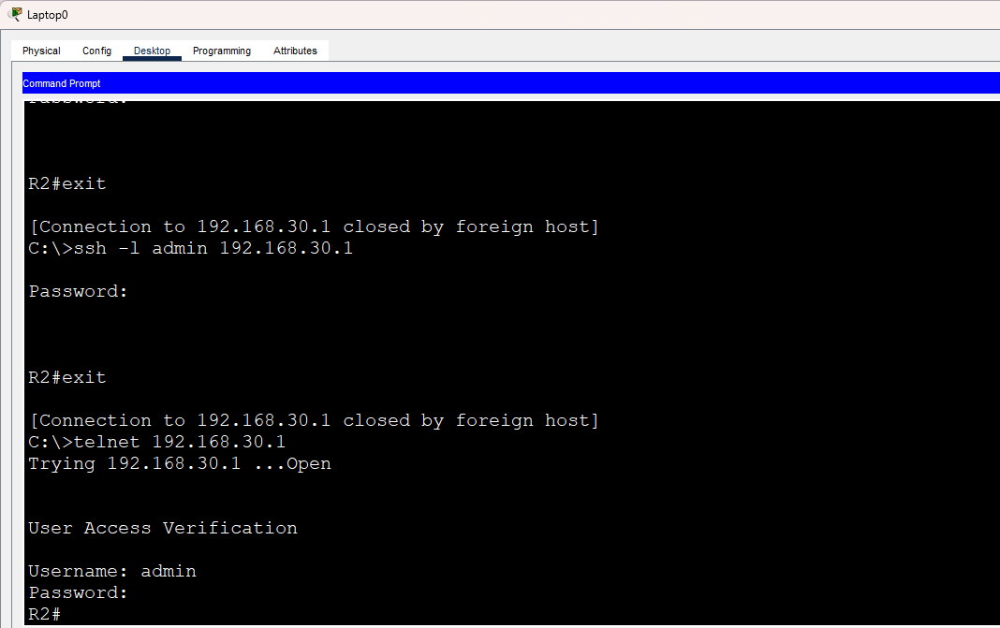 Laptop0
Physical Config Desktop Programming Attributes
Command Prompt
Password:
R2#exit
[Connection to 192.168.30.1 closed by foreign host]
C:\>ssh -l admin 192.168.30.1
Password:
R2#exit
[Connection to 192.168.30.1 closed by foreign host]
C:\>telnet 192.168.30.1
Trying 192.168.30.1 ...Open
User Access Verification
Username: admin
Password:
R2#